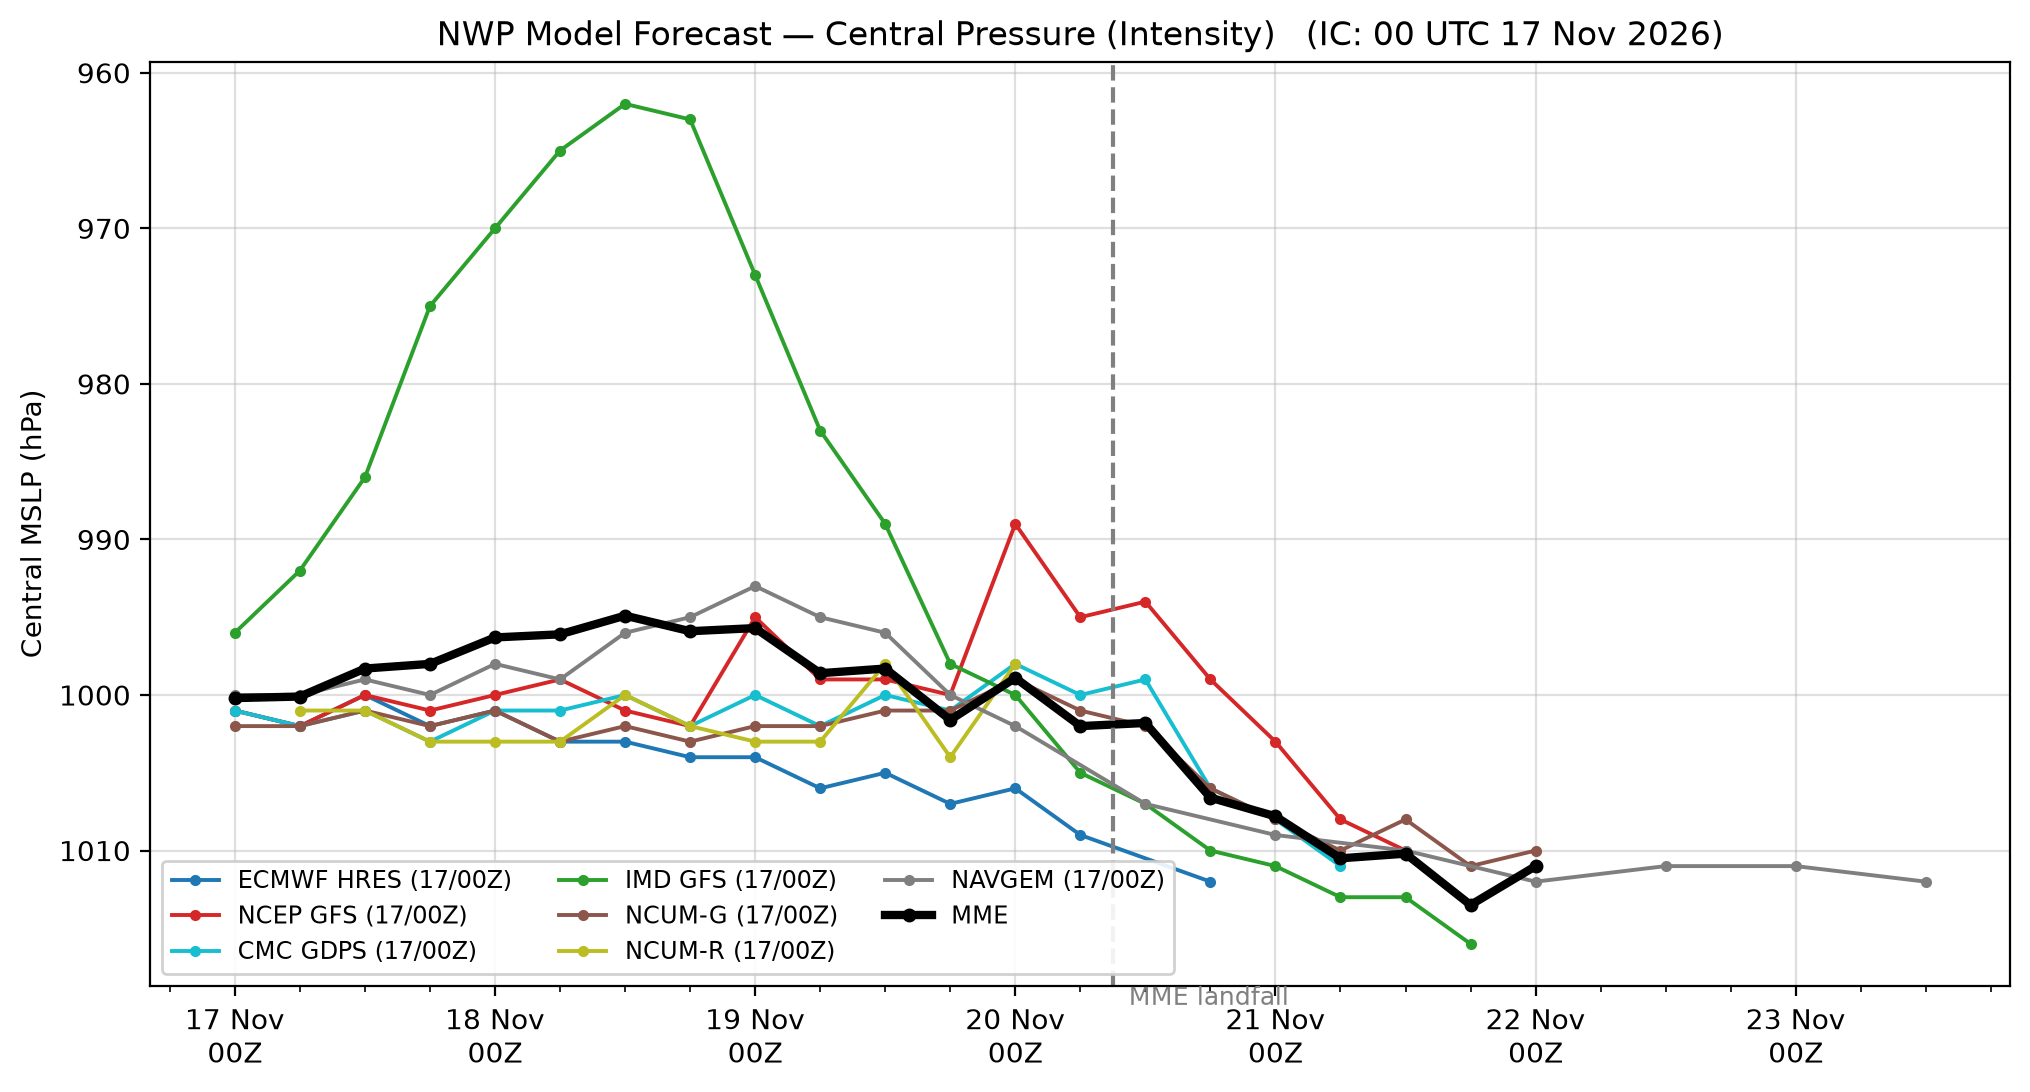 NWP Model Forecast — Central Pressure (Intensity) (IC: 00 UTC 17 Nov 2026)
Central MSLP (hPa)
960
970
980
990
1000
1010
ECMWF HRES (17/00Z)
NCEP GFS (17/00Z)
CMC GDPS (17/00Z)
IMD GFS (17/00Z)
NCUM-G (17/00Z)
NCUM-R (17/00Z)
NAVGEM (17/00Z)
MME
MME landfall
17 Nov
00Z
18 Nov
00Z
19 Nov
00Z
20 Nov
00Z
21 Nov
00Z
22 Nov
00Z
23 Nov
00Z